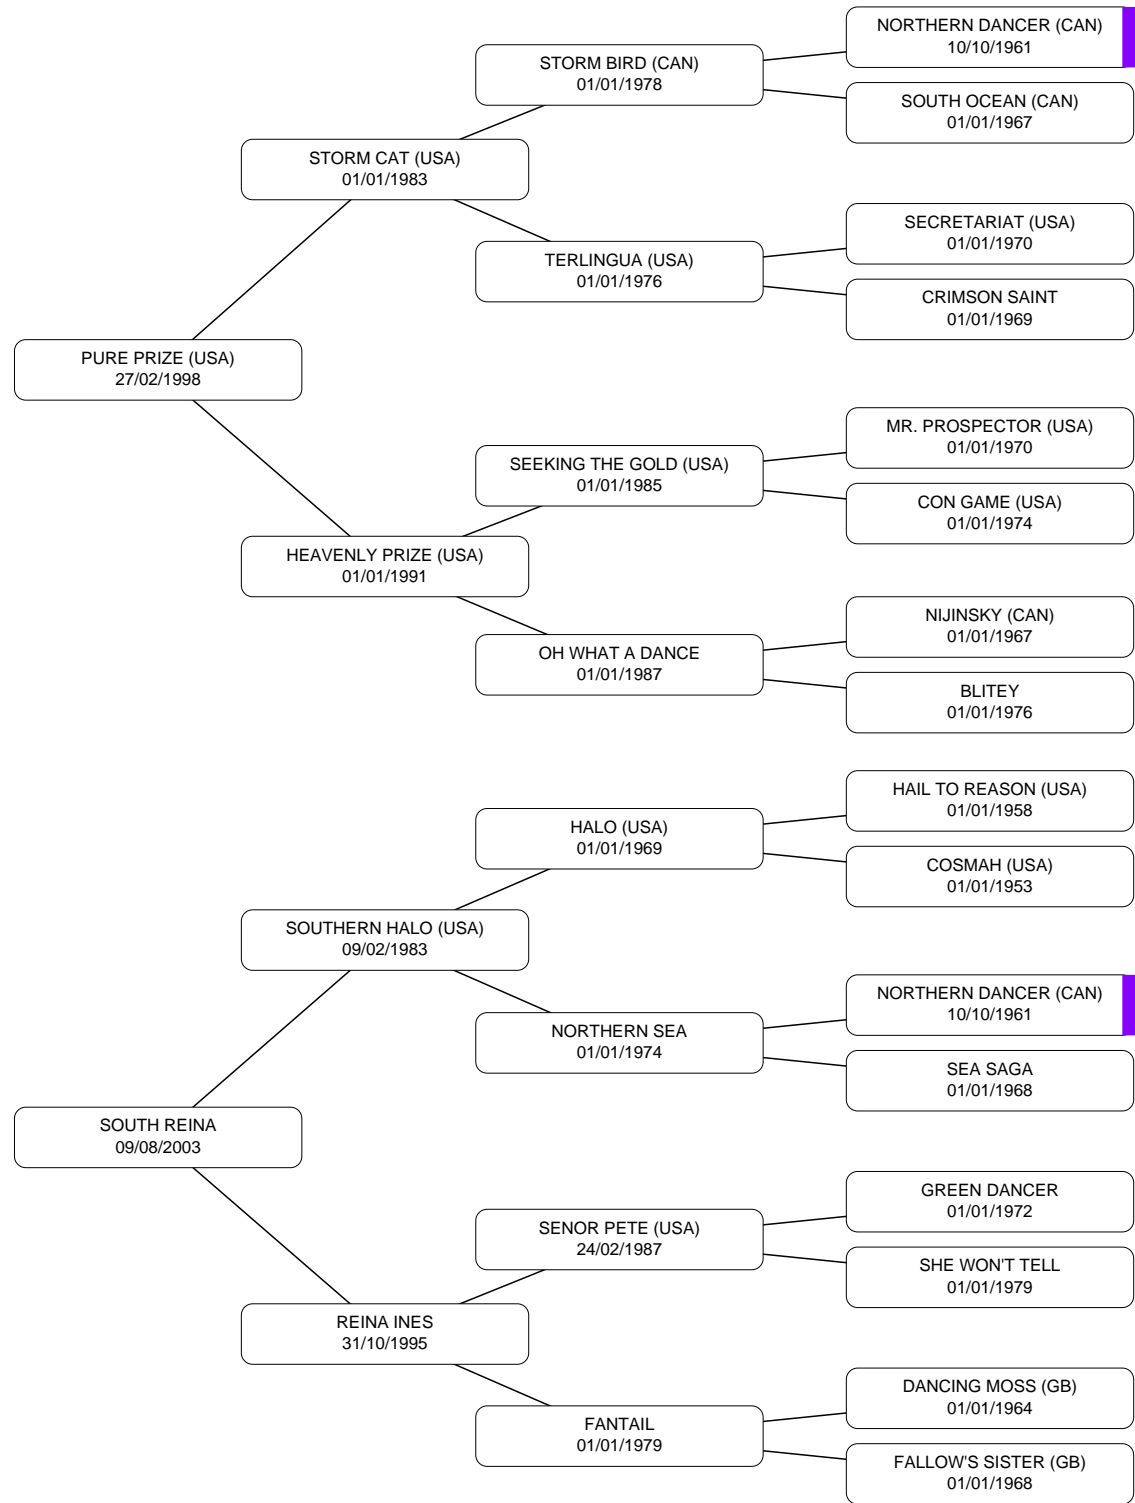 NORTHERN DANCER (CAN)
10/10/1961
STORM BIRD (CAN)
01/01/1978
SOUTH OCEAN (CAN)
01/01/1967
STORM CAT (USA)
01/01/1983
SECRETARIAT (USA)
01/01/1970
TERLINGUA (USA)
01/01/1976
CRIMSON SAINT
01/01/1969
PURE PRIZE (USA)
27/02/1998
MR. PROSPECTOR (USA)
01/01/1970
SEEKING THE GOLD (USA)
01/01/1985
CON GAME (USA)
01/01/1974
HEAVENLY PRIZE (USA)
01/01/1991
NIJINSKY (CAN)
01/01/1967
OH WHAT A DANCE
01/01/1987
BLITEY
01/01/1976
HAIL TO REASON (USA)
01/01/1958
HALO (USA)
01/01/1969
COSMAH (USA)
01/01/1953
SOUTHERN HALO (USA)
09/02/1983
NORTHERN DANCER (CAN)
10/10/1961
NORTHERN SEA
01/01/1974
SEA SAGA
01/01/1968
SOUTH REINA
09/08/2003
GREEN DANCER
01/01/1972
SENOR PETE (USA)
24/02/1987
SHE WON'T TELL
01/01/1979
REINA INES
31/10/1995
DANCING MOSS (GB)
01/01/1964
FANTAIL
01/01/1979
FALLOW'S SISTER (GB)
01/01/1968